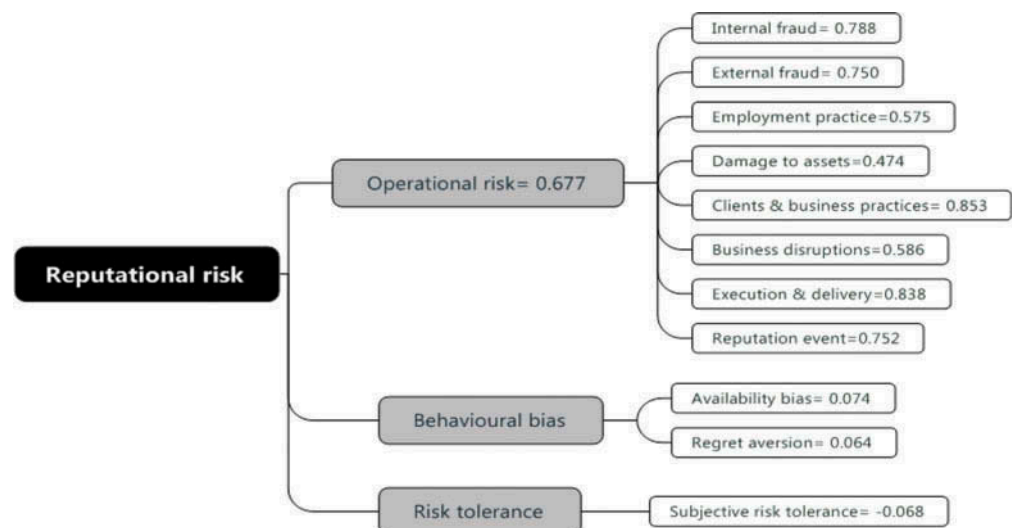 Internal fraud= 0.788
External fraud= 0.750
Employment practice=0.575
Damage to assets=0.474
Operational risk= 0.677
Clients & business practices= 0.853
Business disruptions=0.586
Reputational risk
Execution & delivery=0.838
Reputation event=0.752
Availability bias= 0.074
Behavioural bias
Regret aversion= 0.064
Risk tolerance
Subjective risk tolerance= -0.068